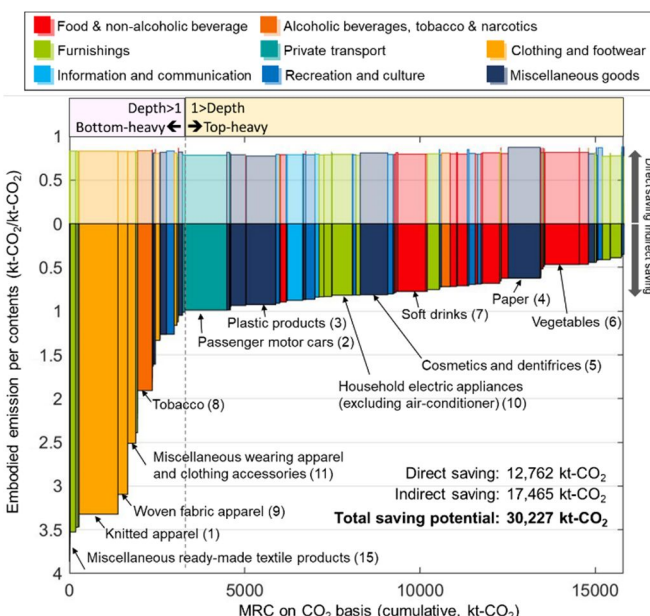 Food & non-alcoholic beverage
Alcoholic beverages, tobacco & narcotics
Furnishings
Private transport
Clothing and footwear
Information and communication
Recreation and culture
Miscellaneous goods
Depth>1
1>Depth
Bottom-heavy ←
→ Top-heavy
1
0.5
0
0.5
1
1.5
2
2.5
3
3.5
4
Embodied emission per contents (kt-CO₂/kt-CO₂)
Direct saving
Indirect saving
Plastic products (3)
Passenger motor cars (2)
Soft drinks (7)
Paper (4)
Vegetables (6)
Cosmetics and dentifrices (5)
Household electric appliances
(excluding air-conditioner) (10)
Tobacco (8)
Miscellaneous wearing apparel
and clothing accessories (11)
Woven fabric apparel (9)
Knitted apparel (1)
Miscellaneous ready-made textile products (15)
Direct saving: 12,762 kt-CO₂
Indirect saving: 17,465 kt-CO₂
Total saving potential: 30,227 kt-CO₂
0
5000
10000
15000
MRC on CO₂ basis (cumulative, kt-CO₂)